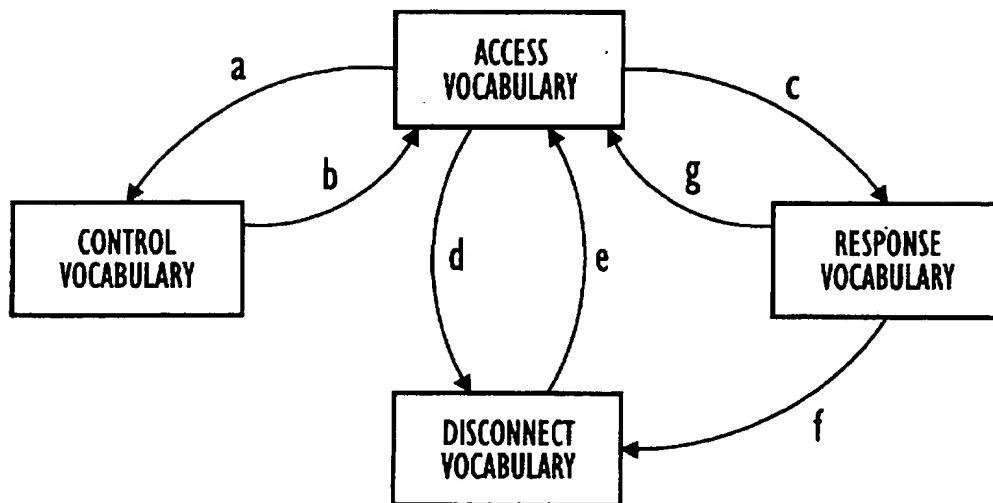 ACCESS
VOCABULARY
a
c
b
g
CONTROL
VOCABULARY
d
e
RESPONSE
VOCABULARY
DISCONNECT
VOCABULARY
f